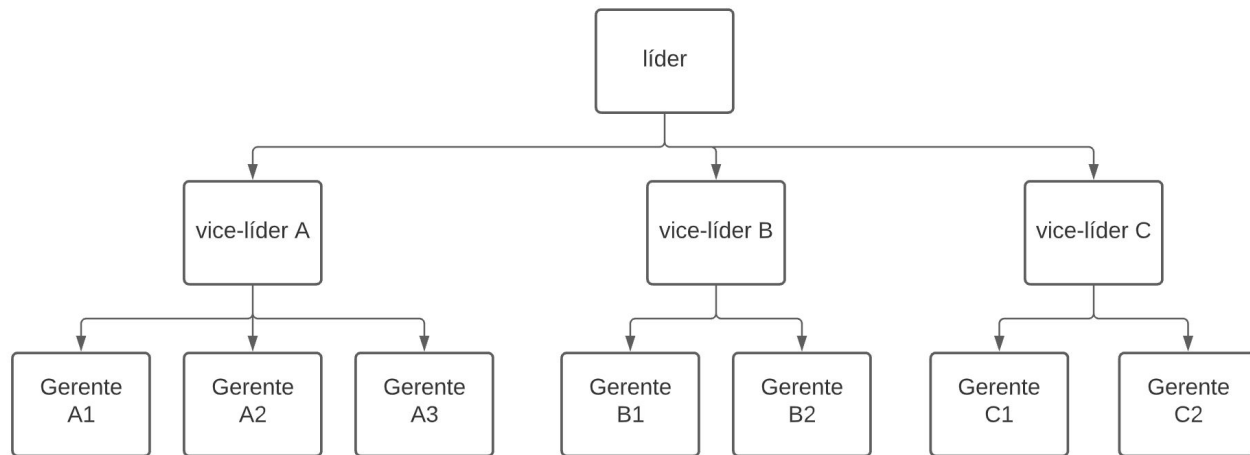 líder
vice-líder A
vice-líder B
vice-líder C
Gerente
A1
Gerente
A2
Gerente
A3
Gerente
B1
Gerente
B2
Gerente
C1
Gerente
C2